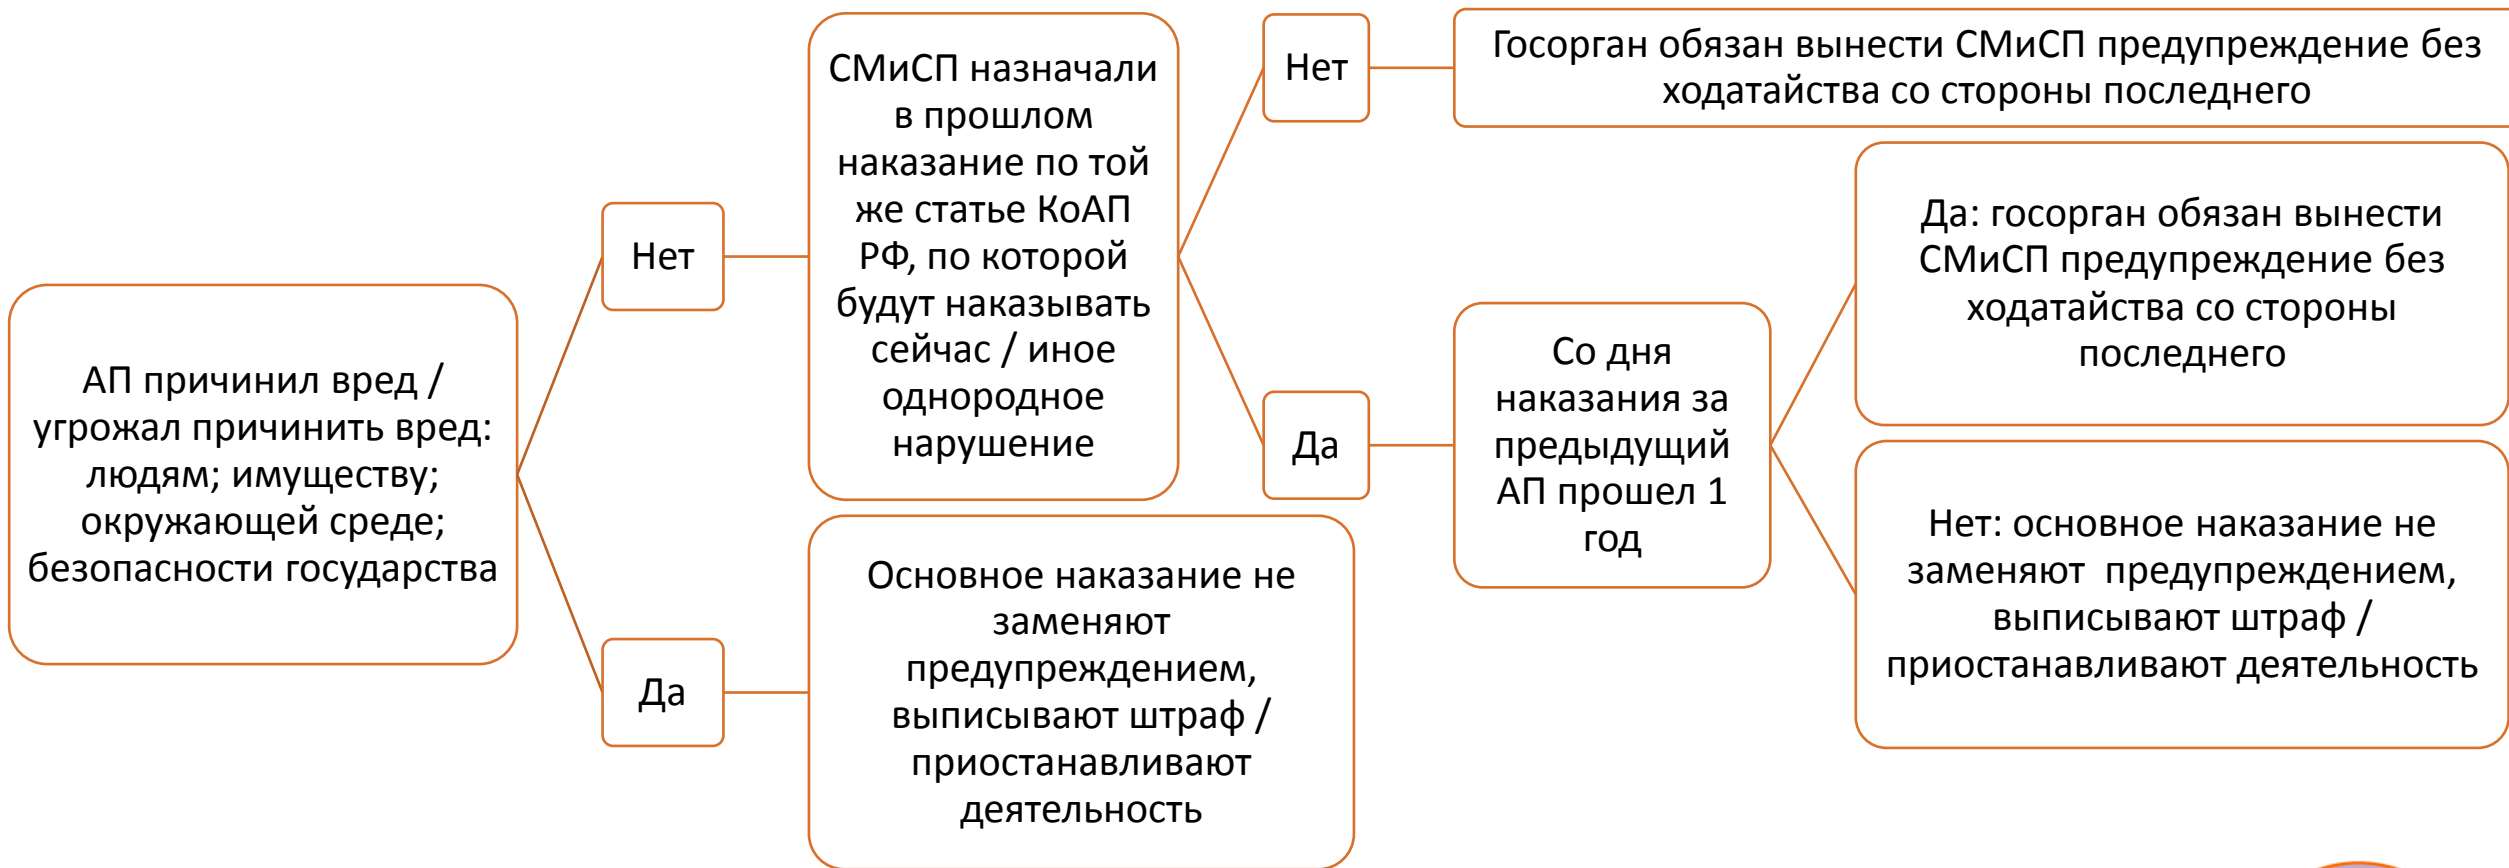 АП причинил вред /
угрожал причинить вред:
людям; имуществу;
окружающей среде;
безопасности государства
Нет
СМиСП назначали
в прошлом
наказание по той
же статье КоАП
РФ, по которой
будут наказывать
сейчас / иное
однородное
нарушение
Нет
Госорган обязан вынести СМиСП предупреждение без
ходатайства со стороны последнего
Да
Со дня
наказания за
предыдущий
АП прошел 1
год
Да: госорган обязан вынести
СМиСП предупреждение без
ходатайства со стороны
последнего
Нет: основное наказание не
заменяют  предупреждением,
выписывают штраф /
приостанавливают деятельность
Да
Основное наказание не
заменяют
предупреждением,
выписывают штраф /
приостанавливают
деятельность